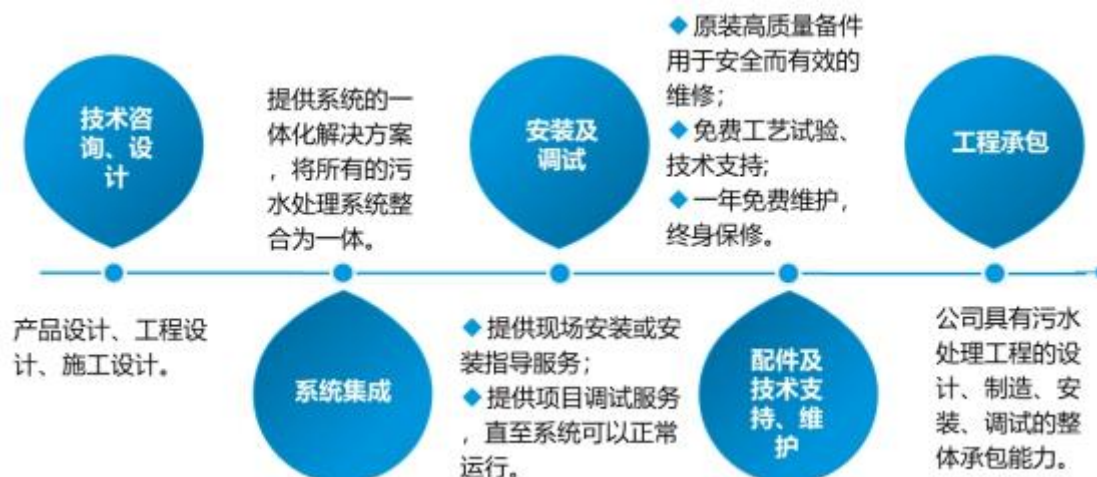 技术咨
询、设
计
产品设计、工程设
计、施工设计。
提供系统的一
体化解决方案
，将所有的污
水处理系统整
合为一体。
系统集成
安装及
调试
◆ 提供现场安装或安
装指导服务；
◆ 提供项目调试服务
，直至系统可以正常
运行。
◆ 原装高质量备件
用于安全而有效的
维修；
◆ 免费工艺试验、
技术支持;
◆ 一年免费维护，
终身保修。
配件及
技术支
持、维
护
工程承包
公司具有污水
处理工程的设
计、制造、安
装、调试的整
体承包能力。